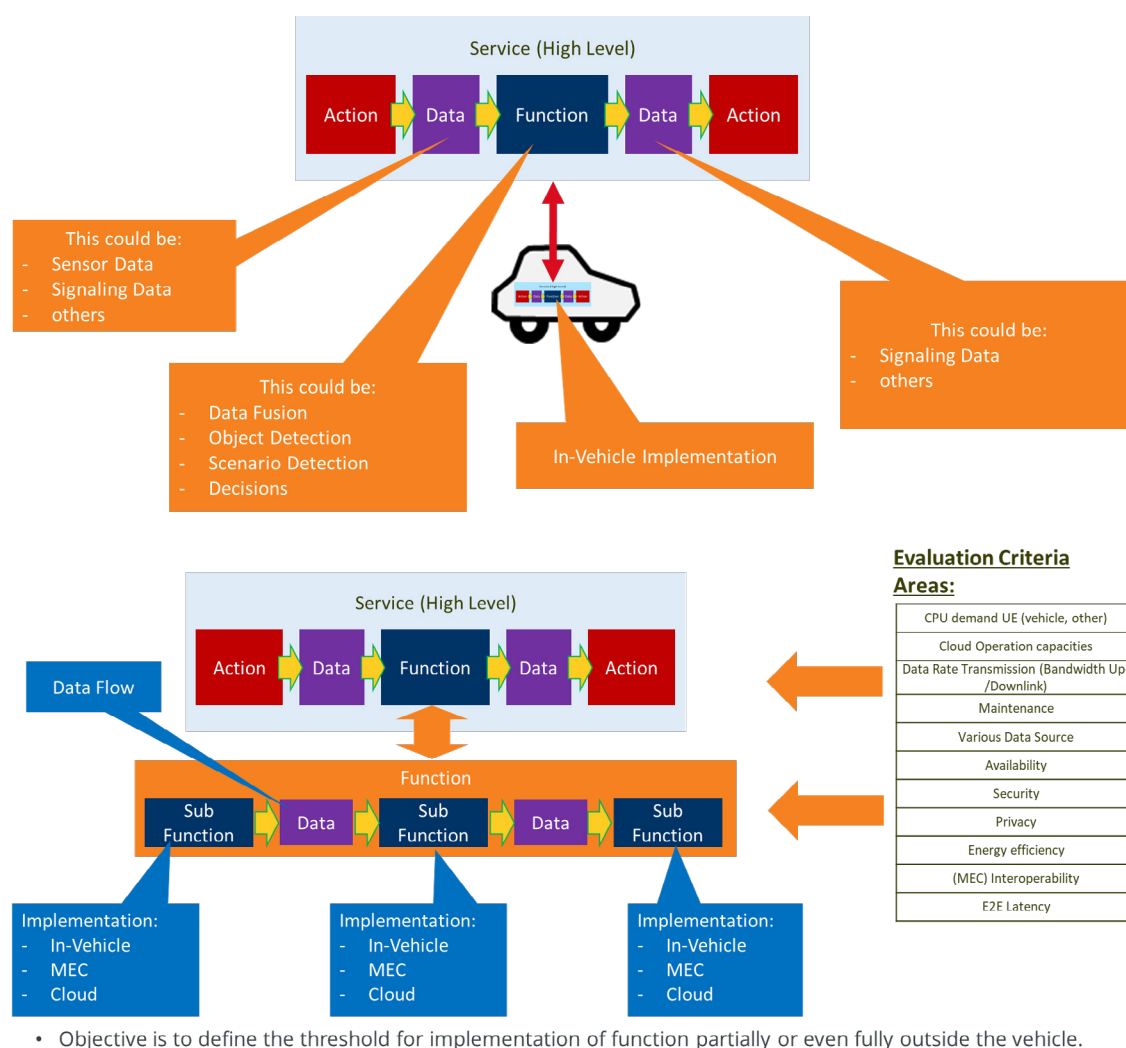 Service (High Level)
Action Data Function Data Action
This could be:
- Sensor Data
- Signaling Data
- others
This could be:
- Data Fusion
- Object Detection
- Scenario Detection
- Decisions
In-Vehicle Implementation
This could be:
- Signaling Data
- others
Service (High Level)
Action Data Function Data Action
Data Flow
Function
Sub
Function
Data
Sub
Function
Data
Sub
Function
Implementation:
- In-Vehicle
- MEC
- Cloud
Implementation:
- In-Vehicle
- MEC
- Cloud
Implementation:
- In-Vehicle
- MEC
- Cloud
Evaluation Criteria
Areas:
CPU demand UE (vehicle, other)
Cloud Operation capacities
Data Rate Transmission (Bandwidth Up
/Downlink)
Maintenance
Various Data Source
Availability
Security
Privacy
Energy efficiency
(MEC) Interoperability
E2E Latency
• Objective is to define the threshold for implementation of function partially or even fully outside the vehicle.